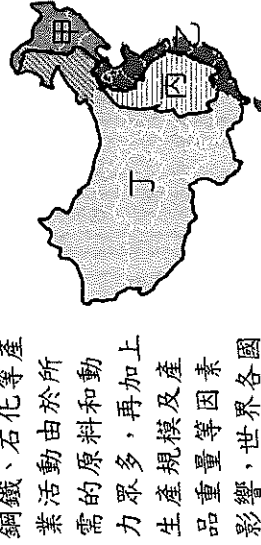 鋼鐵、石化等產
業活動由於所
需的原料和動
力眾多，再加上
生產規模及產
品重量等因素
影響，世界各國
甲
乙
丙
丁